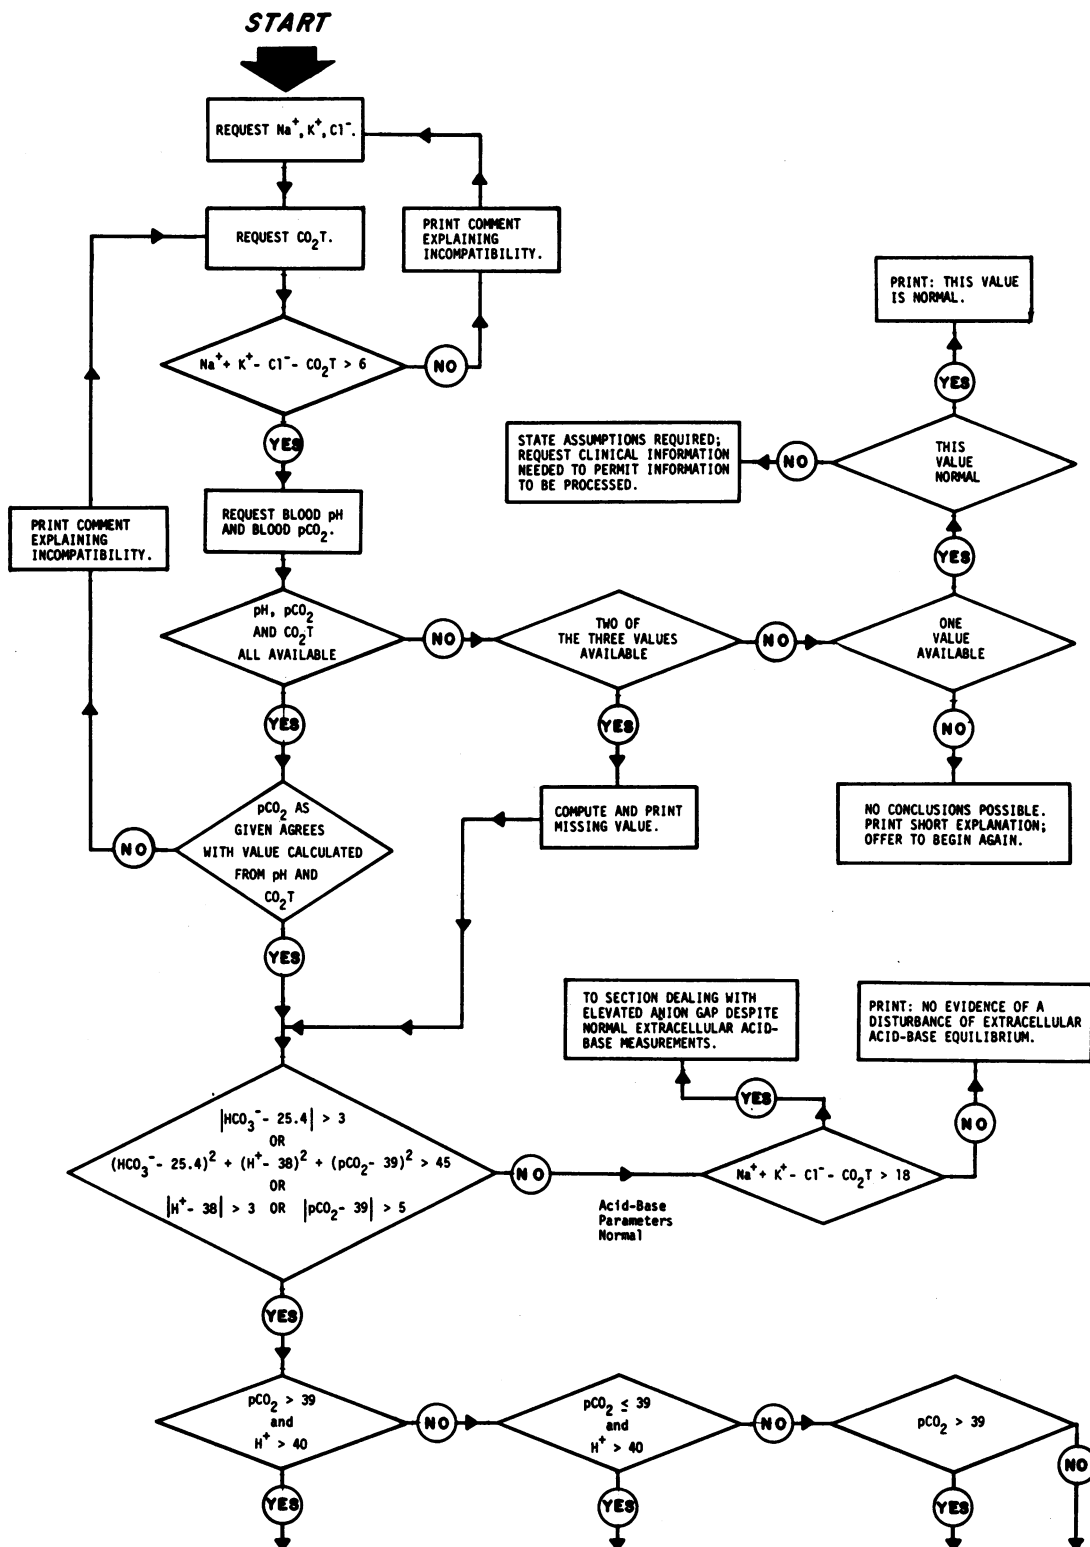 START
REQUEST Na⁺, K⁺, Cl⁻.
REQUEST CO₂T.
PRINT COMMENT
EXPLAINING
INCOMPATIBILITY.
Na⁺ + K⁺ - Cl⁻ - CO₂T > 6
NO
YES
PRINT: THIS VALUE
IS NORMAL.
YES
THIS
VALUE
NORMAL
NO
STATE ASSUMPTIONS REQUIRED;
REQUEST CLINICAL INFORMATION
NEEDED TO PERMIT INFORMATION
TO BE PROCESSED.
REQUEST BLOOD pH
AND BLOOD pCO₂.
PRINT COMMENT
EXPLAINING
INCOMPATIBILITY.
YES
pH, pCO₂
AND CO₂T
ALL AVAILABLE
NO
TWO OF
THE THREE VALUES
AVAILABLE
NO
ONE
VALUE
AVAILABLE
YES
YES
NO
pCO₂ AS
GIVEN AGREES
WITH VALUE CALCULATED
FROM pH AND
CO₂T
NO
COMPUTE AND PRINT
MISSING VALUE.
NO CONCLUSIONS POSSIBLE.
PRINT SHORT EXPLANATION;
OFFER TO BEGIN AGAIN.
YES
TO SECTION DEALING WITH
ELEVATED ANION GAP DESPITE
NORMAL EXTRACELLULAR ACID-
BASE MEASUREMENTS.
PRINT: NO EVIDENCE OF A
DISTURBANCE OF EXTRACELLULAR
ACID-BASE EQUILIBRIUM.
YES
NO
|HCO₃⁻ - 25.4| > 3
OR
(HCO₃⁻ - 25.4)² + (H⁺ - 38)² + (pCO₂ - 39)² > 45
OR
|H⁺ - 38| > 3 OR |pCO₂ - 39| > 5
NO
Na⁺ + K⁺ - Cl⁻ - CO₂T > 18
Acid-Base
Parameters
Normal
YES
pCO₂ > 39
and
H⁺ > 40
NO
pCO₂ ≤ 39
and
H⁺ > 40
NO
pCO₂ > 39
NO
YES
YES
YES